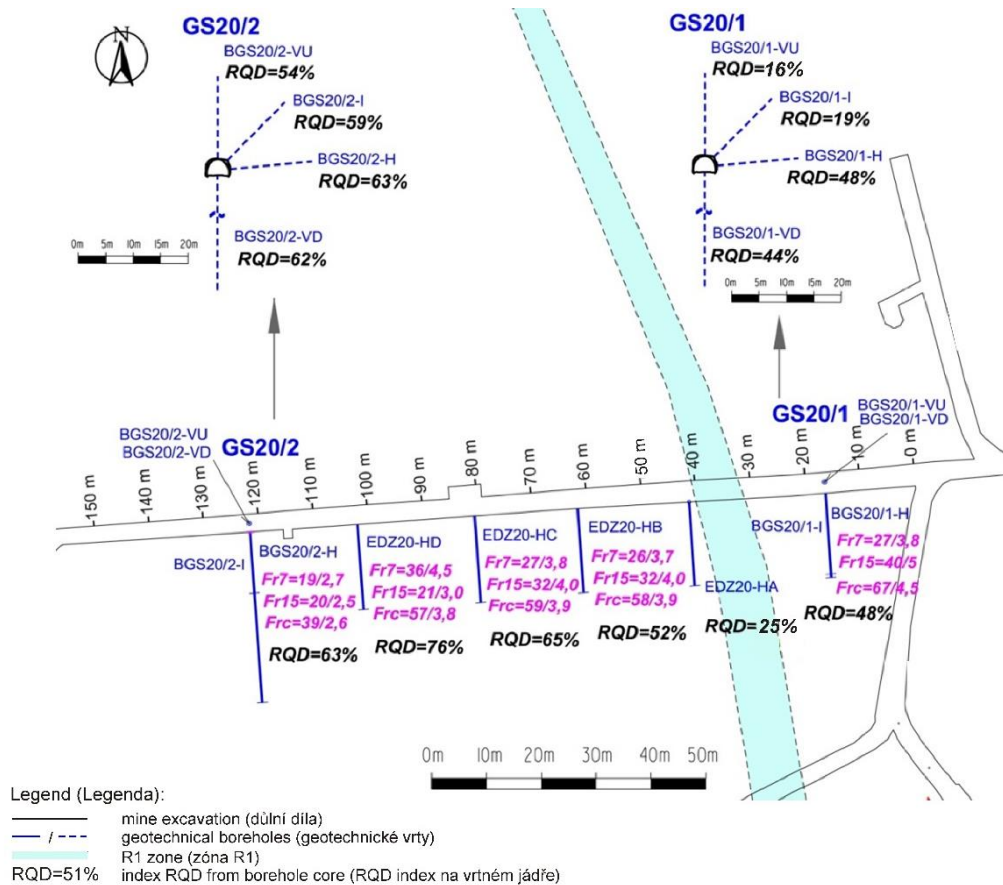 GS20/2
BGS20/2-VU
RQD=54%
BGS20/2-I
RQD=59%
BGS20/2-H
RQD=63%
BGS20/2-VD
RQD=62%
0m 5m 10m 15m 20m
GS20/1
BGS20/1-VU
RQD=16%
BGS20/1-I
RQD=19%
BGS20/1-H
RQD=48%
BGS20/1-VD
RQD=44%
0m 5m 10m 15m 20m
BGS20/2-VU
BGS20/2-VD
GS20/2
GS20/1
BGS20/1-VU
BGS20/1-VD
150 m
140 m
130 m
120 m
110 m
100 m
90 m
80 m
70 m
60 m
50 m
40 m
30 m
20 m
10 m
0 m
BGS20/2-I
BGS20/2-H
Fr7=19/2,7
Fr15=20/2,5
Frc=39/2,6
RQD=63%
EDZ20-HD
Fr7=36/4,5
Fr15=21/3,0
Frc=57/3,8
RQD=76%
EDZ20-HC
Fr7=27/3,8
Fr15=32/4,0
Frc=59/3,9
RQD=65%
EDZ20-HB
Fr7=26/3,7
Fr15=32/4,0
Frc=58/3,9
RQD=52%
EDZ20-HA
RQD=25%
BGS20/1-I
BGS20/1-H
Fr7=27/3,8
Fr15=40/5
Frc=67/4,5
RQD=48%
0m 10m 20m 30m 40m 50m
Legend (Legenda):
mine excavation (důlní díla)
/ geotechnical boreholes (geotechnické vrty)
R1 zone (zóna R1)
RQD=51% index RQD from borehole core (RQD index na vrtném jádře)